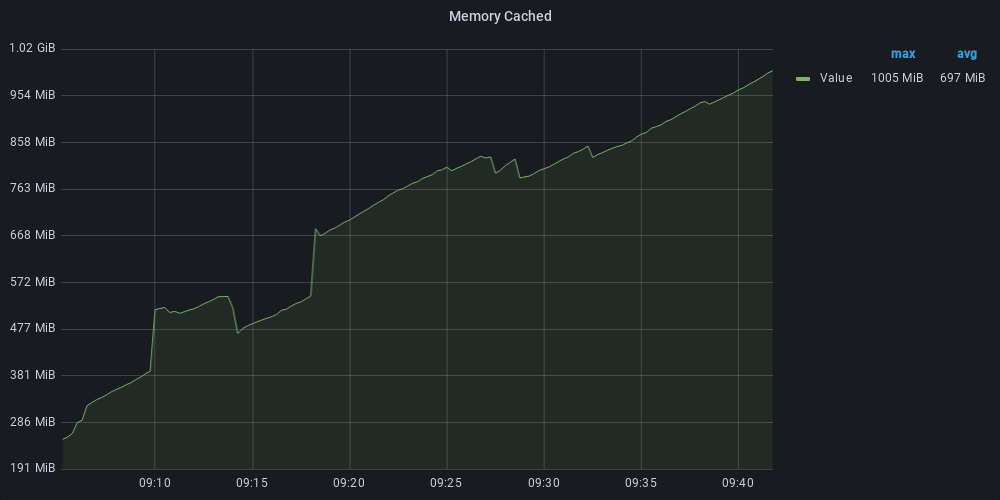 Memory Cached
1.02 GiB
954 MiB
858 MiB
763 MiB
668 MiB
572 MiB
477 MiB
381 MiB
286 MiB
191 MiB
09:10 09:15 09:20 09:25 09:30 09:35 09:40
max avg
Value 1005 MiB 697 MiB